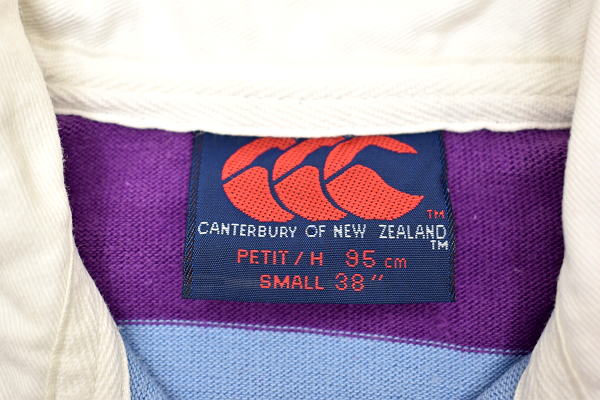 TM
CANTERBURY OF NEW ZEALAND
TM
PETIT/H 95 cm
SMALL 38"